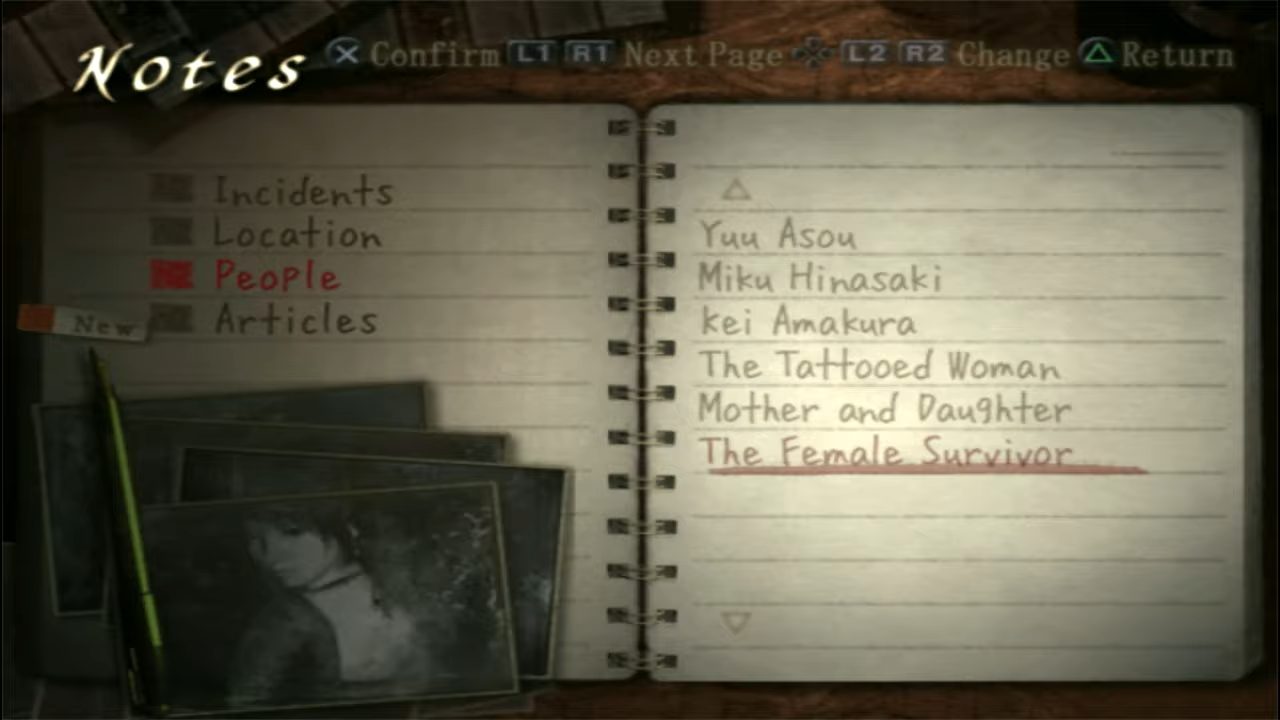 Notes
Confirm L1 R1 Next Page L2 R2 Change Return
Incidents
Location
People
New
Articles
Yuu Asou
Miku Hinasaki
Kei Amakura
The Tattooed Woman
Mother and Daughter
The Female Survivor